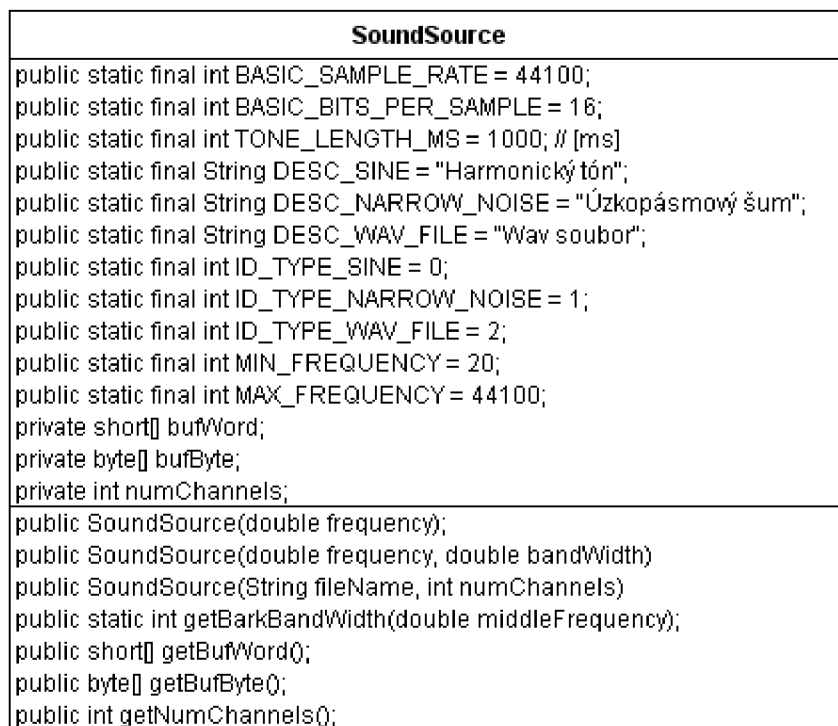 SoundSource
public static final int BASIC_SAMPLE_RATE = 44100;
public static final int BASIC_BITS_PER_SAMPLE = 16;
public static final int TONE_LENGTH_MS = 1000; // [ms]
public static final String DESC_SINE = "Harmonický tón";
public static final String DESC_NARROW_NOISE = "Úzkopásmový šum";
public static final String DESC_WAV_FILE = "Wav soubor";
public static final int ID_TYPE_SINE = 0;
public static final int ID_TYPE_NARROW_NOISE = 1;
public static final int ID_TYPE_WAV_FILE = 2;
public static final int MIN_FREQUENCY = 20;
public static final int MAX_FREQUENCY = 44100;
private short[] bufWord;
private byte[] bufByte;
private int numChannels;
public SoundSource(double frequency);
public SoundSource(double frequency, double bandWidth)
public SoundSource(String fileName, int numChannels)
public static int getBarkBandWidth(double middleFrequency);
public short[] getBufWord();
public byte[] getBufByte();
public int getNumChannels();